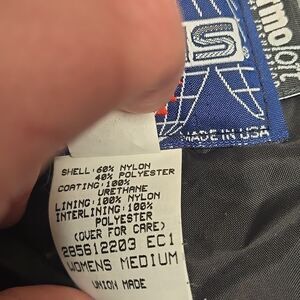 MADE IN USA
SHELL: 60% NYLON
40% POLYESTER
COATING: 100%
URETHANE
LINING: 100% NYLON
INTERLINING: 100%
POLYESTER
(OVER FOR CARE)
285612203 EC1
WOMENS MEDIUM
UNION MADE